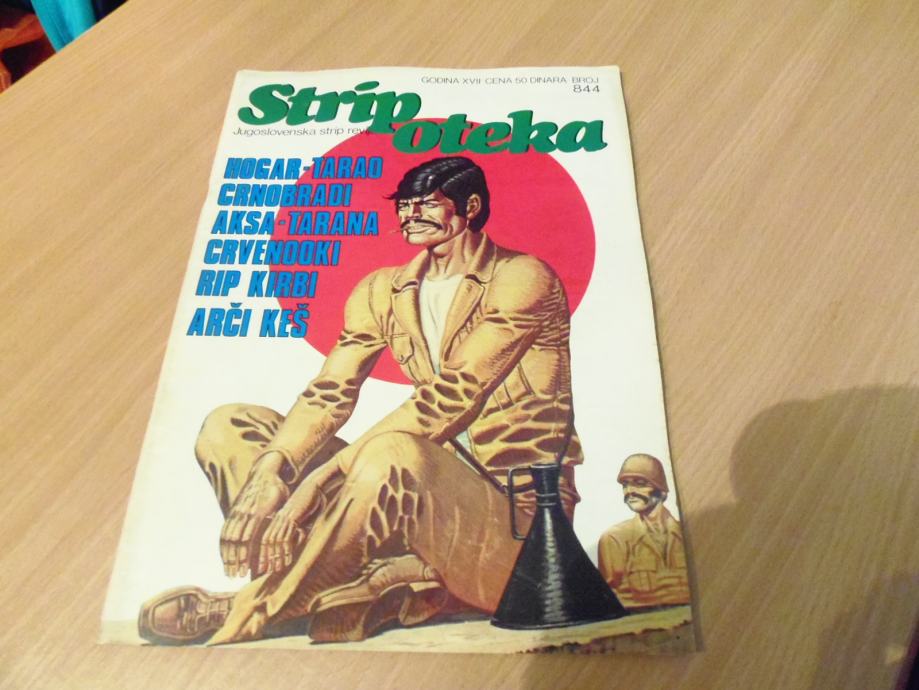 GODINA XVII CENA 50 DINARA BROJ
844
Strip
oteka
Jugoslovenska strip
HOGAR-TARAO
CRNOBRADI
AKSA-TARANA
CRVENOOKI
RIP KIRBI
ARČI KEŠ